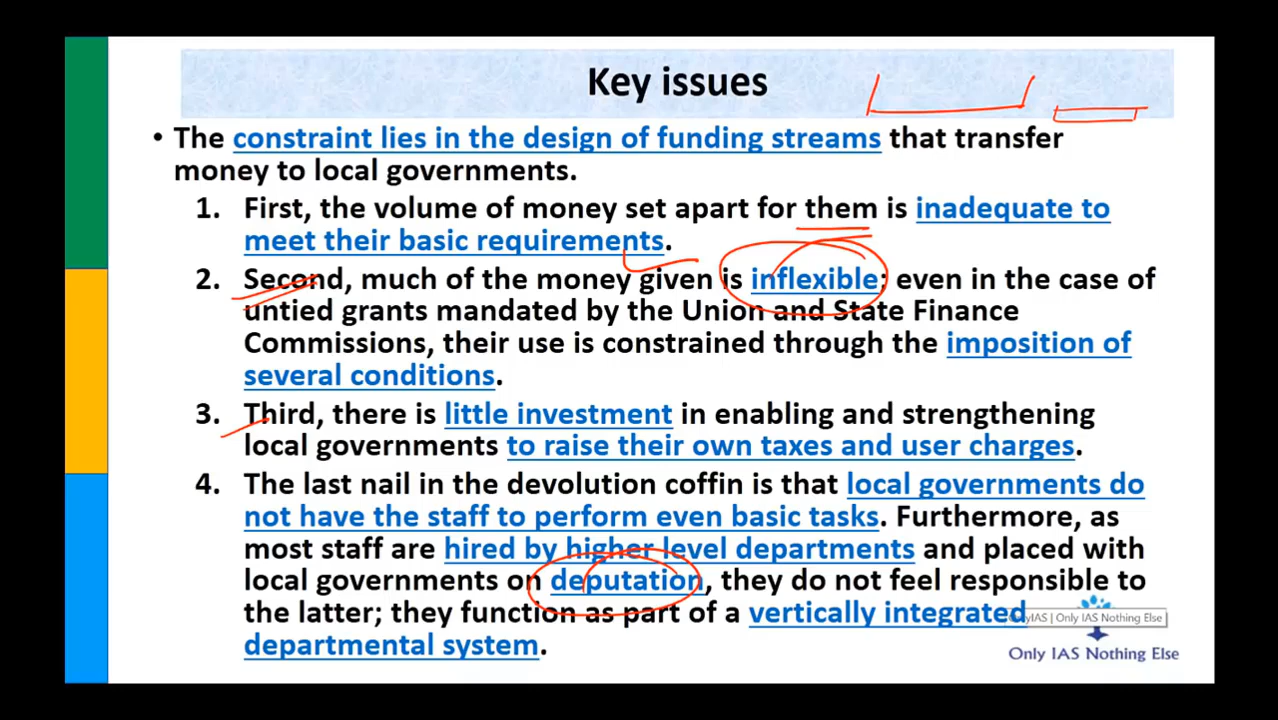 Key issues
• The constraint lies in the design of funding streams that transfer
money to local governments.
1. First, the volume of money set apart for them is inadequate to
meet their basic requirements.
2. Second, much of the money given is inflexible; even in the case of
untied grants mandated by the Union and State Finance
Commissions, their use is constrained through the imposition of
several conditions.
3. Third, there is little investment in enabling and strengthening
local governments to raise their own taxes and user charges.
4. The last nail in the devolution coffin is that local governments do
not have the staff to perform even basic tasks. Furthermore, as
most staff are hired by higher level departments and placed with
local governments on deputation, they do not feel responsible to
the latter; they function as part of a vertically integrated
departmental system.
OnlyIAS | Only IAS Nothing Else
Only IAS Nothing Else